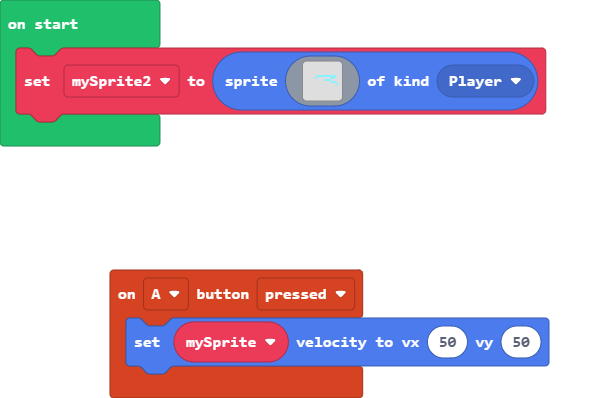 on start
set mySprite2 to sprite of kind Player
on A button pressed
set mySprite velocity to vx 50 vy 50